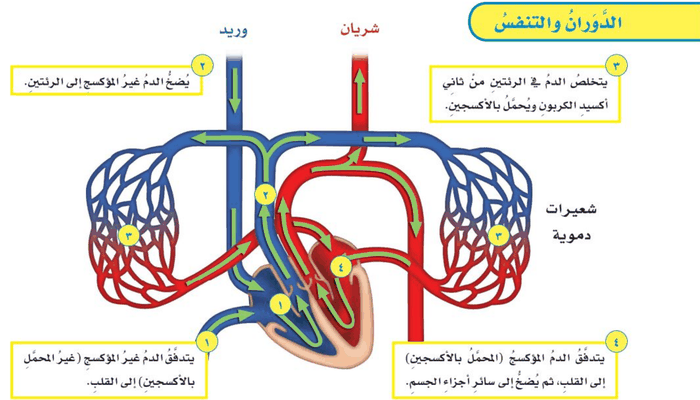 الدَّوَرانُ والتنفسُ
شريان
وريد
٣
يتخلصُ الدمُ في الرئتينِ منْ ثاني
أكسيدِ الكربونِ ويُحمَّلُ بالأكسجينِ.
٢
يُضخُّ الدمُ غيرُ المؤكسجِ إلى الرئتينِ.
٢
شعيرات
دموية
٣
٣
٤
١
٤
يتدفَّقُ الدمُ المؤكسجُ (المحمَّلُ بالأكسجينِ)
إلى القلبِ، ثم يُضخُّ إلى سائرِ أجزاءِ الجسمِ.
١
يتدفَّقُ الدمُ غيرُ المؤكسجِ (غيرُ المحمَّلِ
بالأكسجينِ) إلى القلبِ.